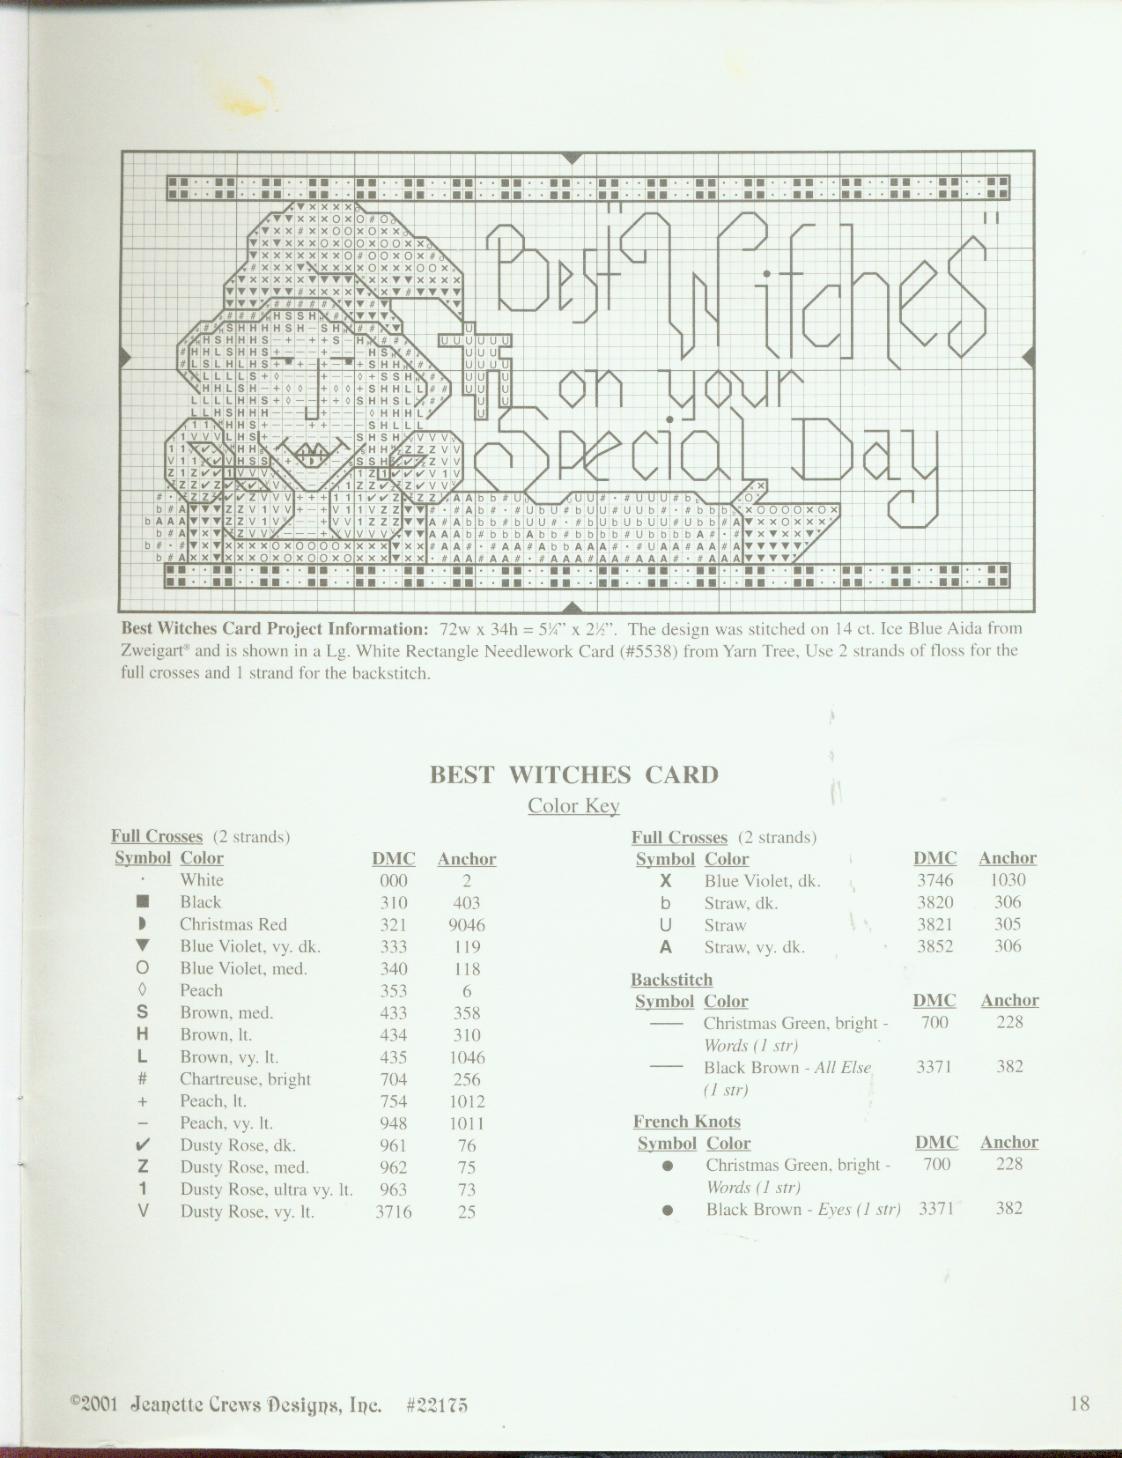 "Best Witches"
on your
Special Day
Best Witches Card Project Information: 72w x 34h = 5¼" x 2½". The design was stitched on 14 ct. Ice Blue Aida from
Zweigart® and is shown in a Lg. White Rectangle Needlework Card (#5538) from Yarn Tree, Use 2 strands of floss for the
full crosses and 1 strand for the backstitch.
BEST WITCHES CARD
Color Key
Full Crosses (2 strands)
Symbol Color DMC Anchor
· White 000 2
■ Black 310 403
◗ Christmas Red 321 9046
▼ Blue Violet, vy. dk. 333 119
O Blue Violet, med. 340 118
◊ Peach 353 6
S Brown, med. 433 358
H Brown, lt. 434 310
L Brown, vy. lt. 435 1046
# Chartreuse, bright 704 256
+ Peach, lt. 754 1012
– Peach, vy. lt. 948 1011
✔ Dusty Rose, dk. 961 76
Z Dusty Rose, med. 962 75
1 Dusty Rose, ultra vy. lt. 963 73
V Dusty Rose, vy. lt. 3716 25
Full Crosses (2 strands)
Symbol Color DMC Anchor
X Blue Violet, dk. 3746 1030
b Straw, dk. 3820 306
U Straw 3821 305
A Straw, vy. dk. 3852 306
Backstitch
Symbol Color DMC Anchor
— Christmas Green, bright - 700 228
Words (1 str)
— Black Brown - All Else 3371 382
(1 str)
French Knots
Symbol Color DMC Anchor
● Christmas Green, bright - 700 228
Words (1 str)
● Black Brown - Eyes (1 str) 3371 382
©2001 Jeanette Crews Designs, Inc. #22175
18